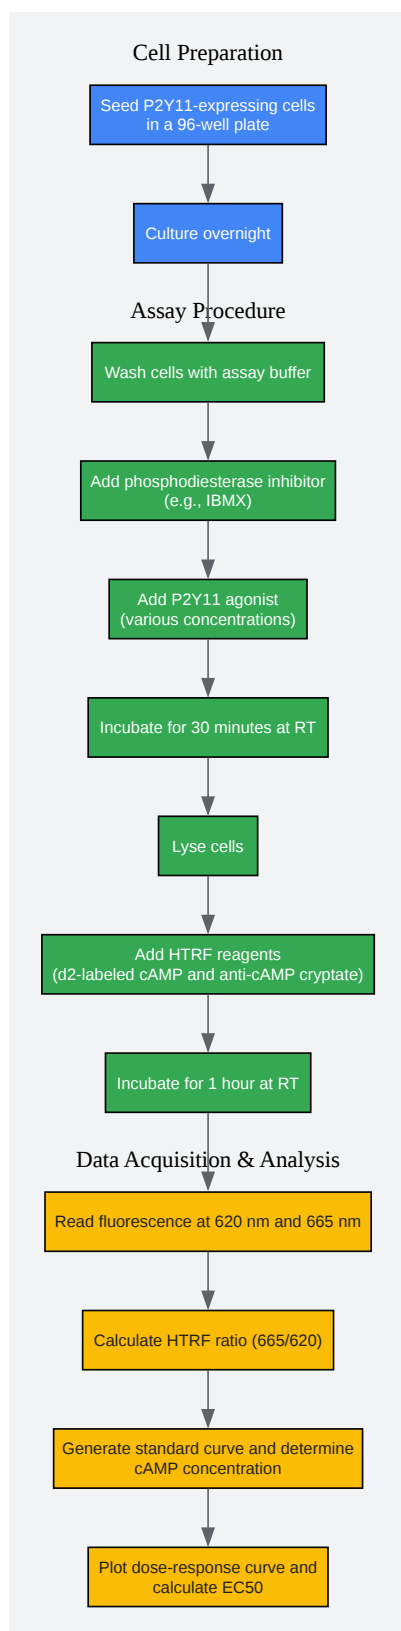 Cell Preparation
Seed P2Y11-expressing cells
in a 96-well plate
Culture overnight
Assay Procedure
Wash cells with assay buffer
Add phosphodiesterase inhibitor
(e.g., IBMX)
Add P2Y11 agonist
(various concentrations)
Incubate for 30 minutes at RT
Lyse cells
Add HTRF reagents
(d2-labeled cAMP and anti-cAMP cryptate)
Incubate for 1 hour at RT
Data Acquisition & Analysis
Read fluorescence at 620 nm and 665 nm
Calculate HTRF ratio (665/620)
Generate standard curve and determine
cAMP concentration
Plot dose-response curve and
calculate EC50